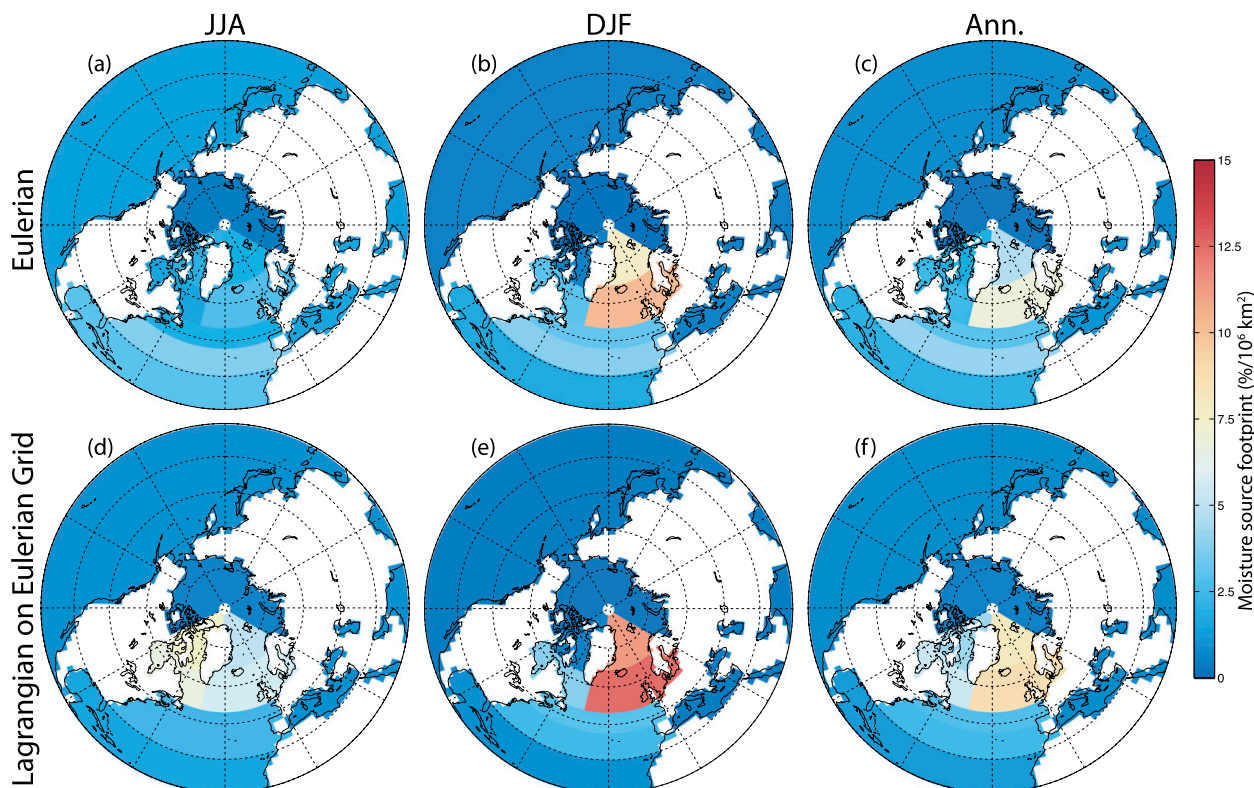 JJA
DJF
Ann.
(a)
(b)
(c)
Eulerian
(d)
(e)
(f)
Lagrangian on Eulerian Grid
15
12.5
10
7.5
5
2.5
0
Moisture source footprint (%/10⁶ km²)